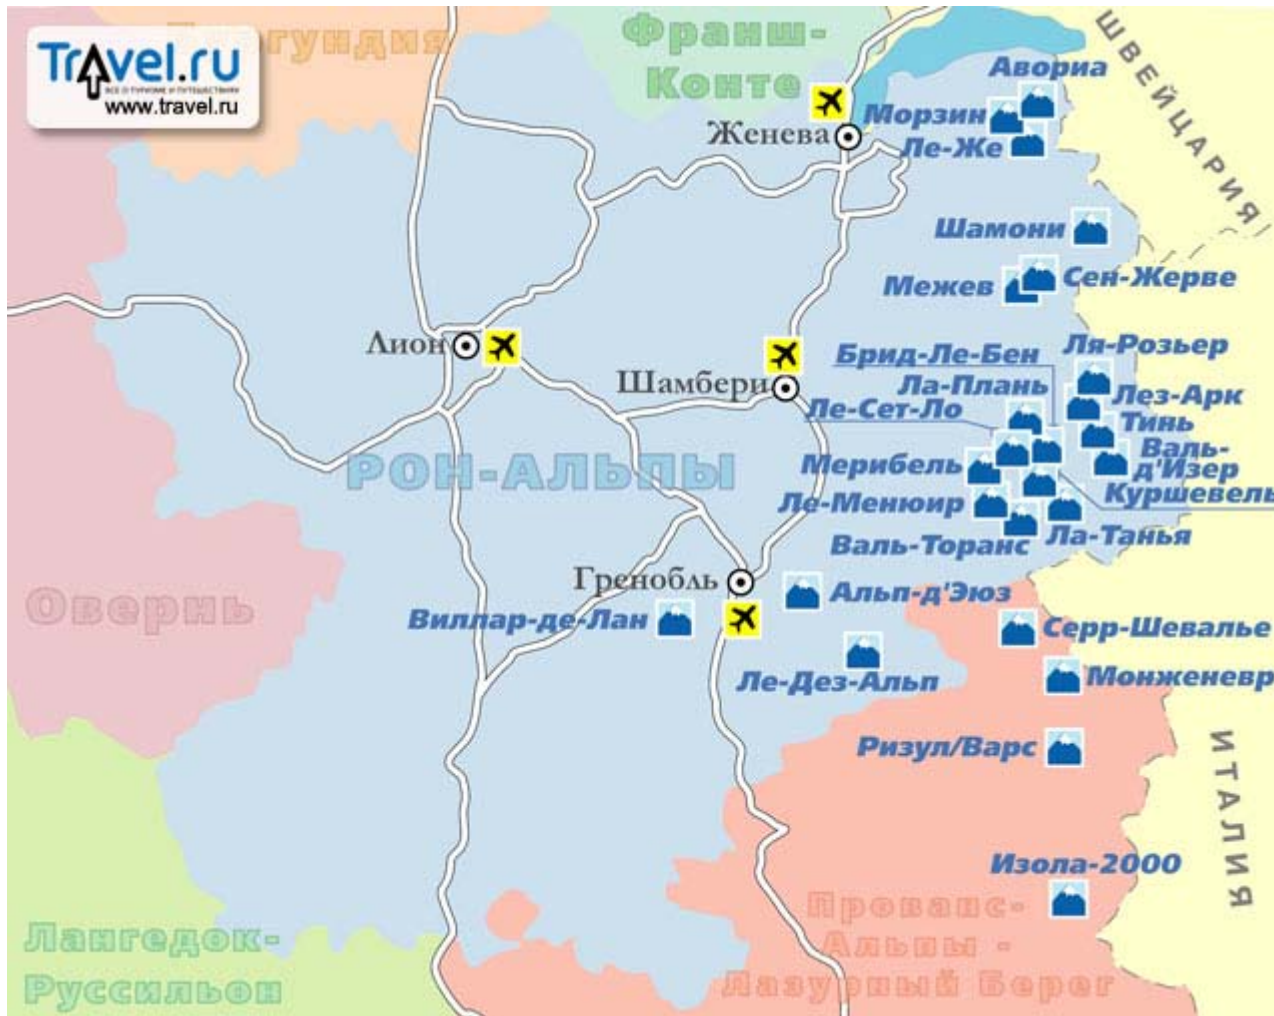 Travel.ru
ВСЕ О ТУРИЗМЕ И ПУТЕШЕСТВИЯХ
www.travel.ru
Франш-
Конте
ШВЕЙЦАРИЯ
Авориа
Морзин
Женева
Ле-Же
Шамони
Межев
Сен-Жерве
Лион
Шамбери
Брид-Ле-Бен
Ля-Розьер
Ла-Плань
Лез-Арк
Ле-Сет-Ло
Тинь
Валь-
д'Изер
РОН-АЛЬПЫ
Мерибель
Куршевель
Ле-Менюир
Валь-Торанс
Ла-Танья
Гренобль
Альп-д'Эюз
Овернь
Виллар-де-Лан
Серр-Шевалье
Ле-Дез-Альп
Монженевр
Ризул/Варс
ИТАЛИЯ
Изола-2000
Прованс-
Альпы -
Лазурный Берег
Лангедок-
Руссильон